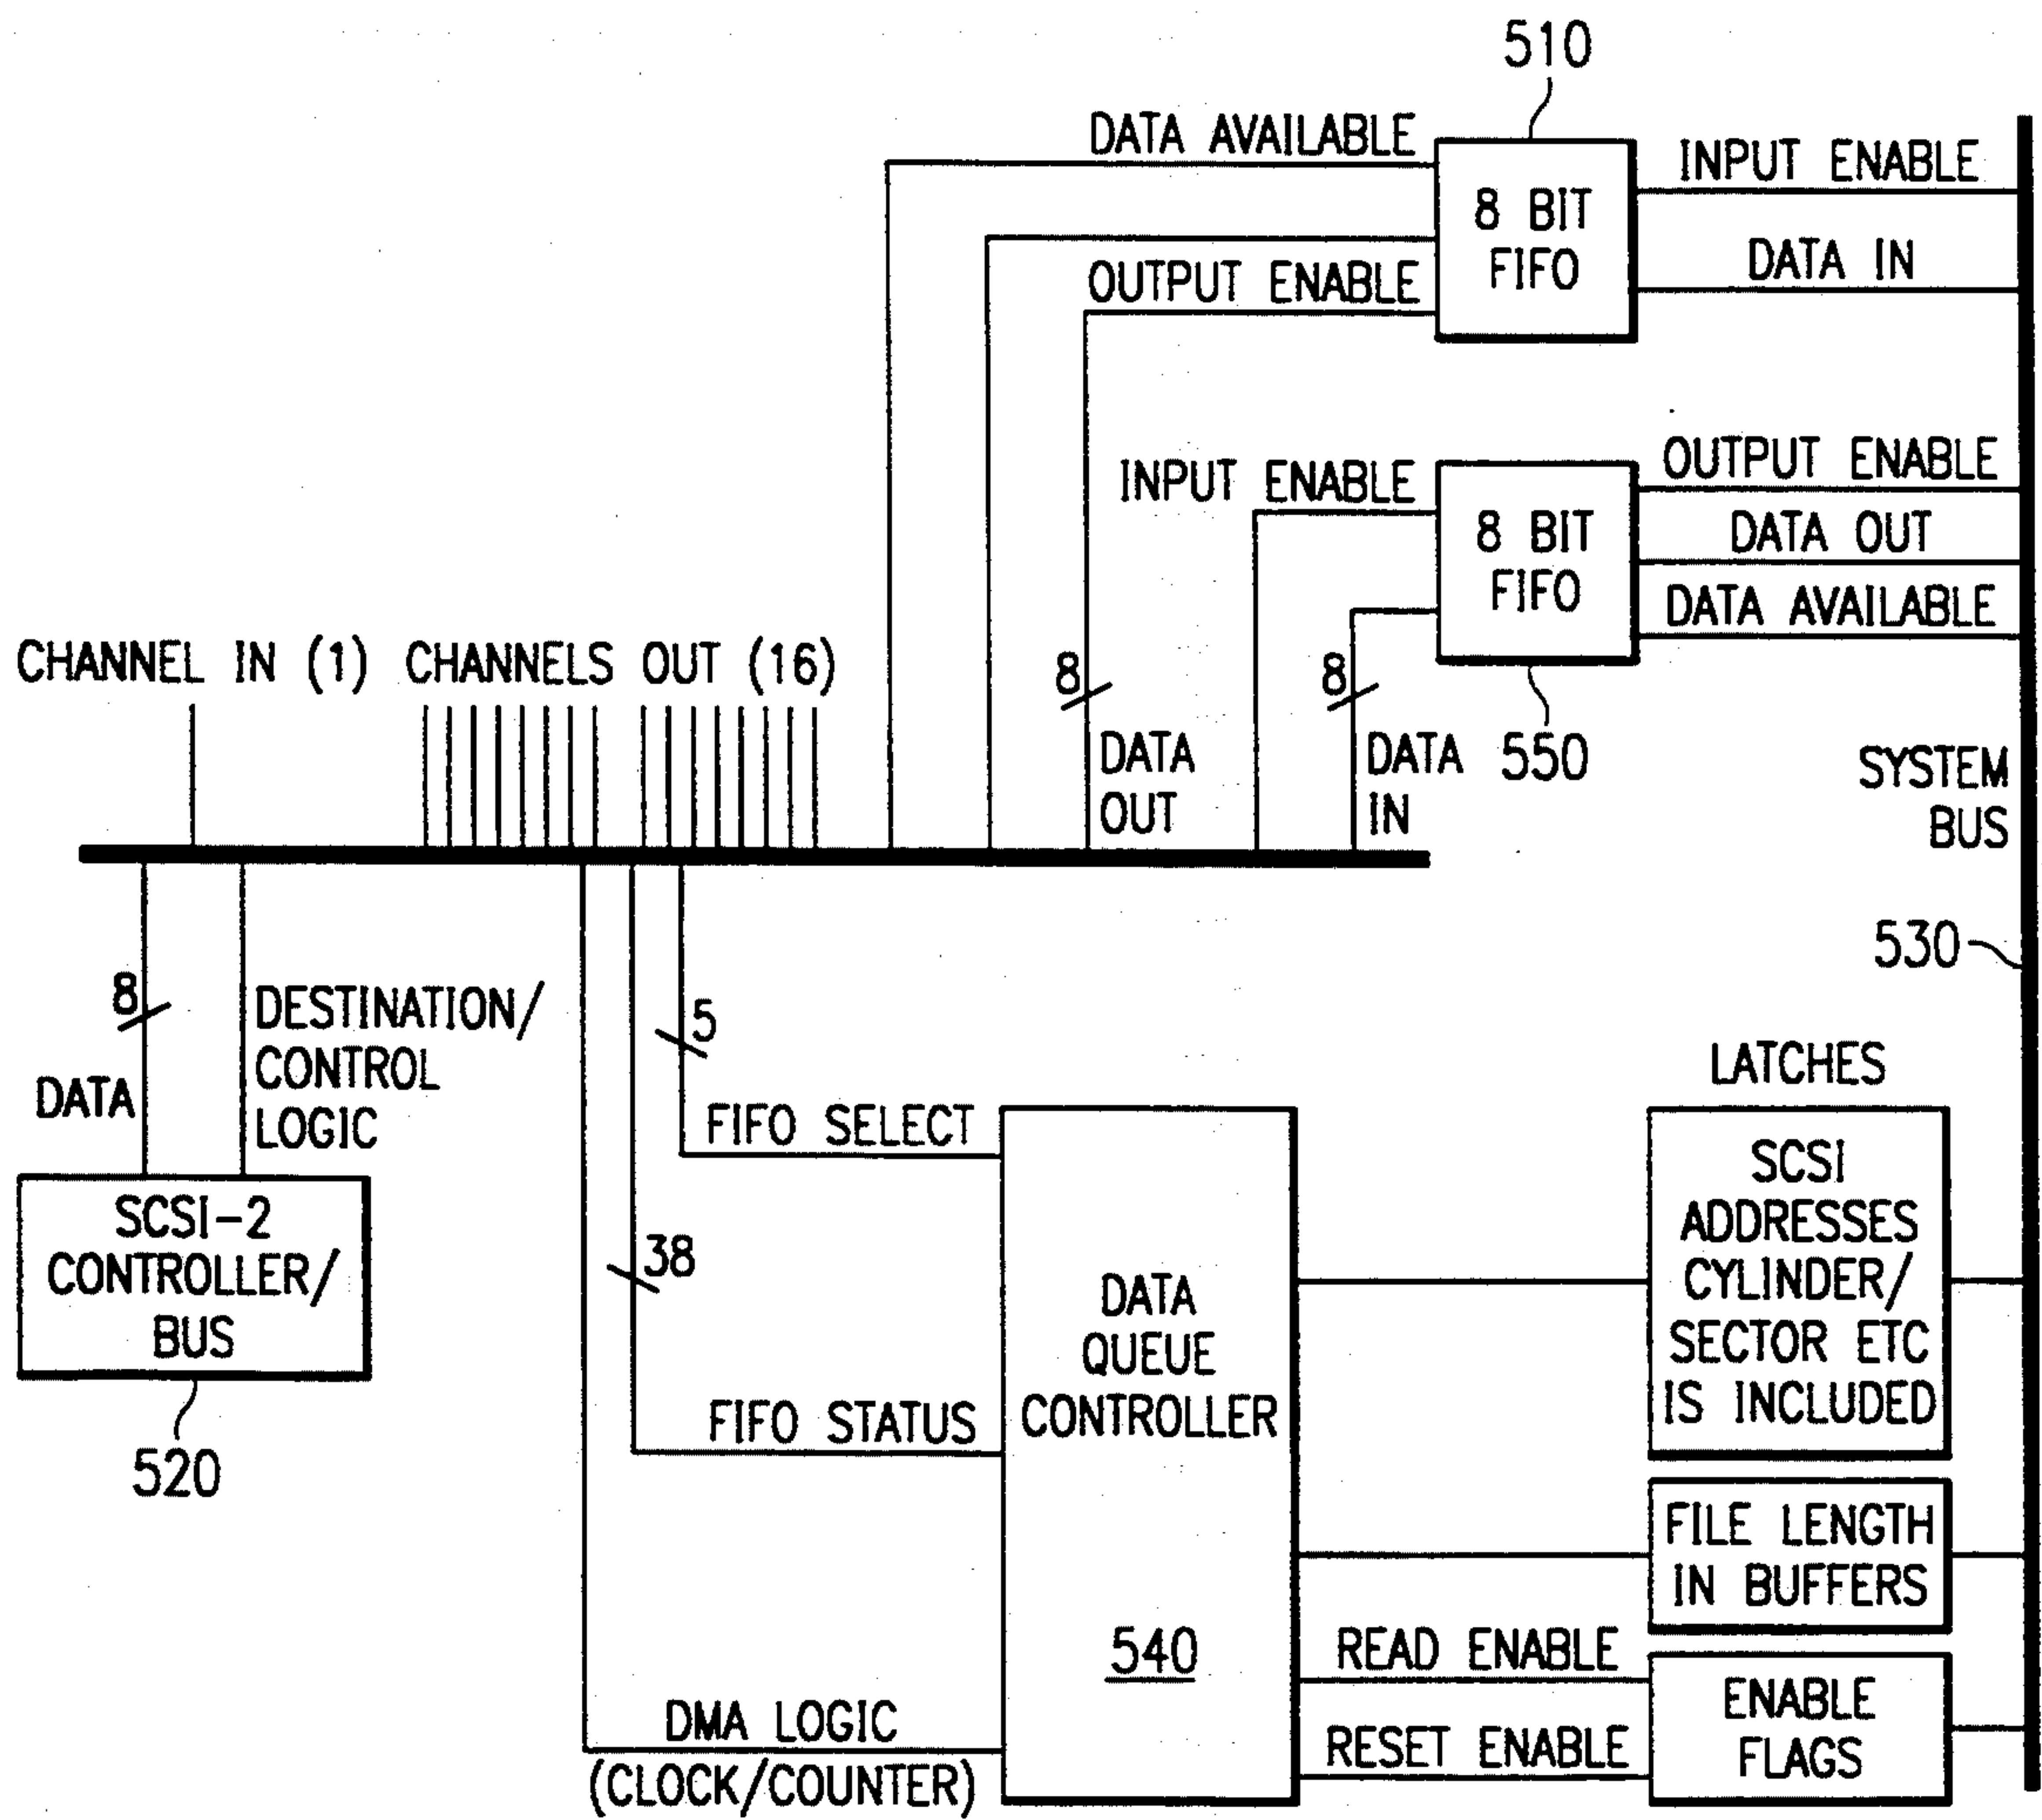 510
DATA AVAILABLE
INPUT ENABLE
8 BIT
FIFO
OUTPUT ENABLE
DATA IN
INPUT ENABLE
OUTPUT ENABLE
8 BIT
FIFO
DATA OUT
DATA AVAILABLE
CHANNEL IN (1)
CHANNELS OUT (16)
8
DATA
OUT
8
DATA
IN
550
SYSTEM
BUS
530
8
DATA
DESTINATION/
CONTROL
LOGIC
5
FIFO SELECT
LATCHES
SCSI-2
CONTROLLER/
BUS
520
38
FIFO STATUS
DATA
QUEUE
CONTROLLER
540
SCSI
ADDRESSES
CYLINDER/
SECTOR ETC
IS INCLUDED
FILE LENGTH
IN BUFFERS
READ ENABLE
RESET ENABLE
ENABLE
FLAGS
DMA LOGIC
(CLOCK/COUNTER)